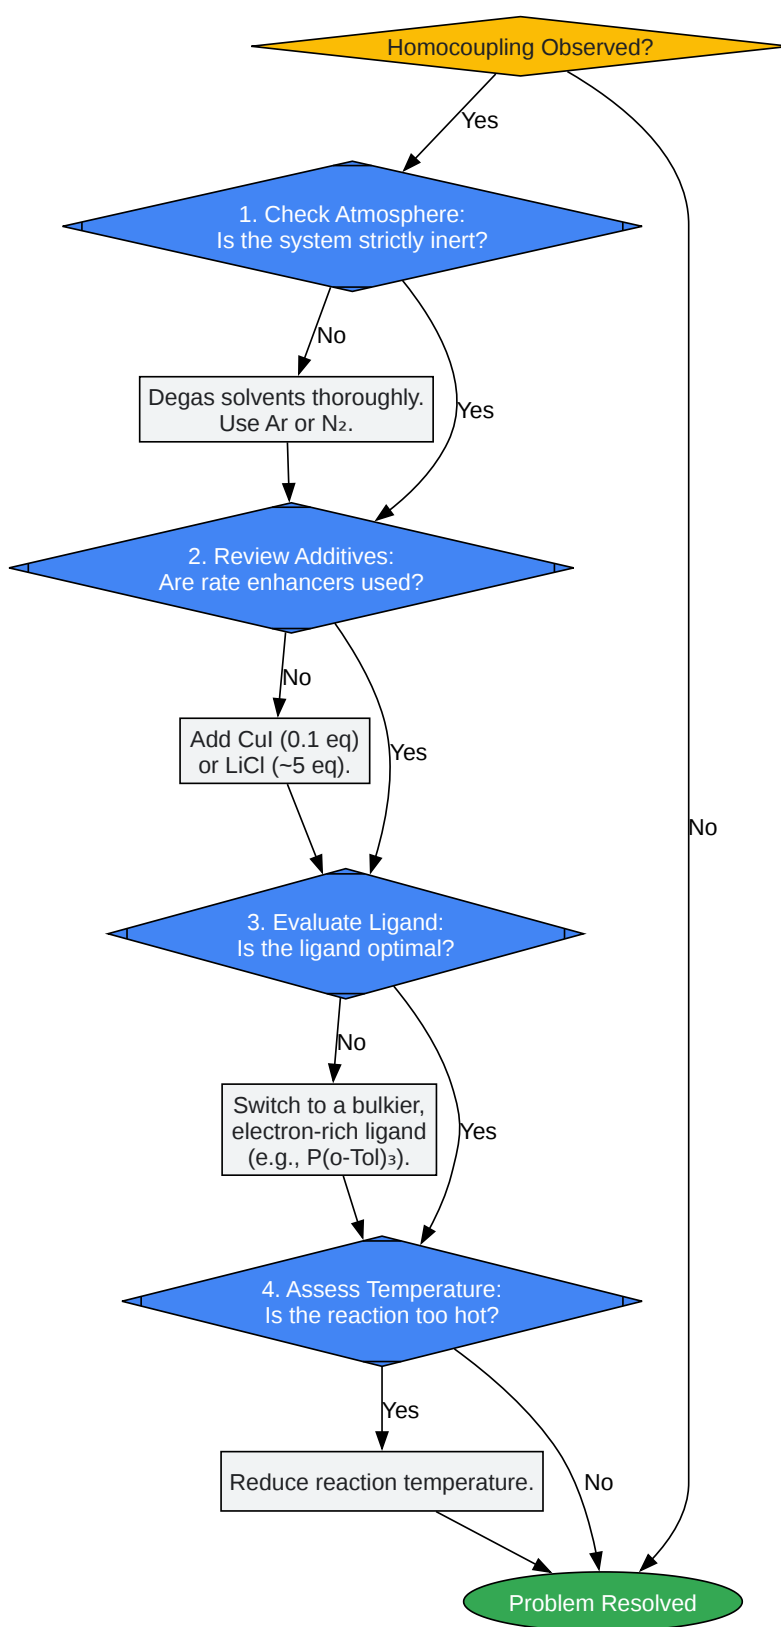 Homocoupling Observed?
Yes
1. Check Atmosphere:
Is the system strictly inert?
No
Degas solvents thoroughly.
Use Ar or N₂.
Yes
2. Review Additives:
Are rate enhancers used?
No
Add CuI (0.1 eq)
or LiCl (~5 eq).
Yes
No
3. Evaluate Ligand:
Is the ligand optimal?
No
Switch to a bulkier,
electron-rich ligand
(e.g., P(o-Tol)₃).
Yes
4. Assess Temperature:
Is the reaction too hot?
Yes
Reduce reaction temperature.
No
Problem Resolved